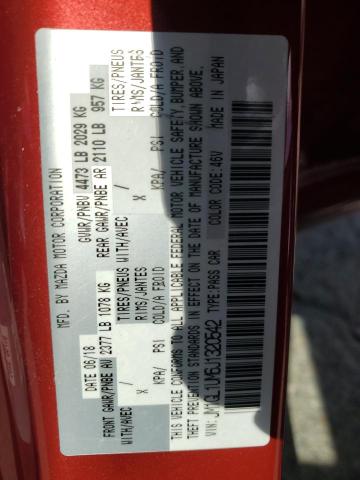 MFD. BY MAZDA MOTOR CORPORATION
DATE 06/18 GVWR/PNBV 4473 LB 2029 KG
FRONT GAWR/PNBE AV 2377 LB 1078 KG REAR GAWR/PNBE AR 2110 LB 957 KG
WITH/AVEC / TIRES/PNEUS WITH/AVEC / TIRES/PNEUS
X RIMS/JANTES X RIMS/JANTES
KPA/ PSI COLD/A FROID KPA/ PSI COLD/A FROID
THIS VEHICLE CONFORMS TO ALL APPLICABLE FEDERAL MOTOR VEHICLE SAFETY, BUMPER, AND
THEFT PREVENTION STANDARDS IN EFFECT ON THE DATE OF MANUFACTURE SHOWN ABOVE.
VIN: JM1GL1UM5J1320542 TYPE:PASS CAR COLOR CODE:46V MADE IN JAPAN